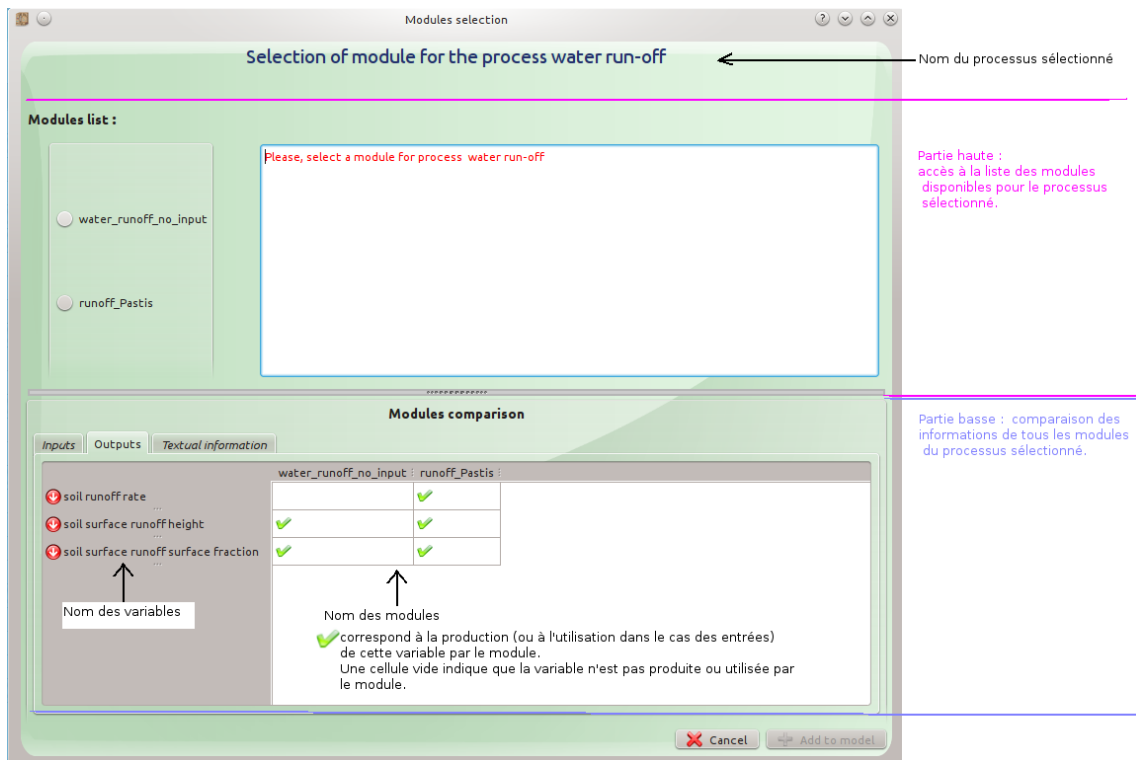 Modules selection
Selection of module for the process water run-off
Nom du processus sélectionné
Modules list :
Please, select a module for process water run-off
Partie haute :
accès à la liste des modules
disponibles pour le processus
sélectionné.
water_runoff_no_input
runoff_Pastis
Modules comparison
Partie basse : comparaison des
informations de tous les modules
du processus sélectionné.
Inputs Outputs Textual information
water_runoff_no_input runoff_Pastis
soil runoff rate
...
soil surface runoff height
...
soil surface runoff surface fraction
...
Nom des variables
Nom des modules
correspond à la production (ou à l'utilisation dans le cas des entrées)
de cette variable par le module.
Une cellule vide indique que la variable n'est pas produite ou utilisée par
le module.
Cancel Add to model